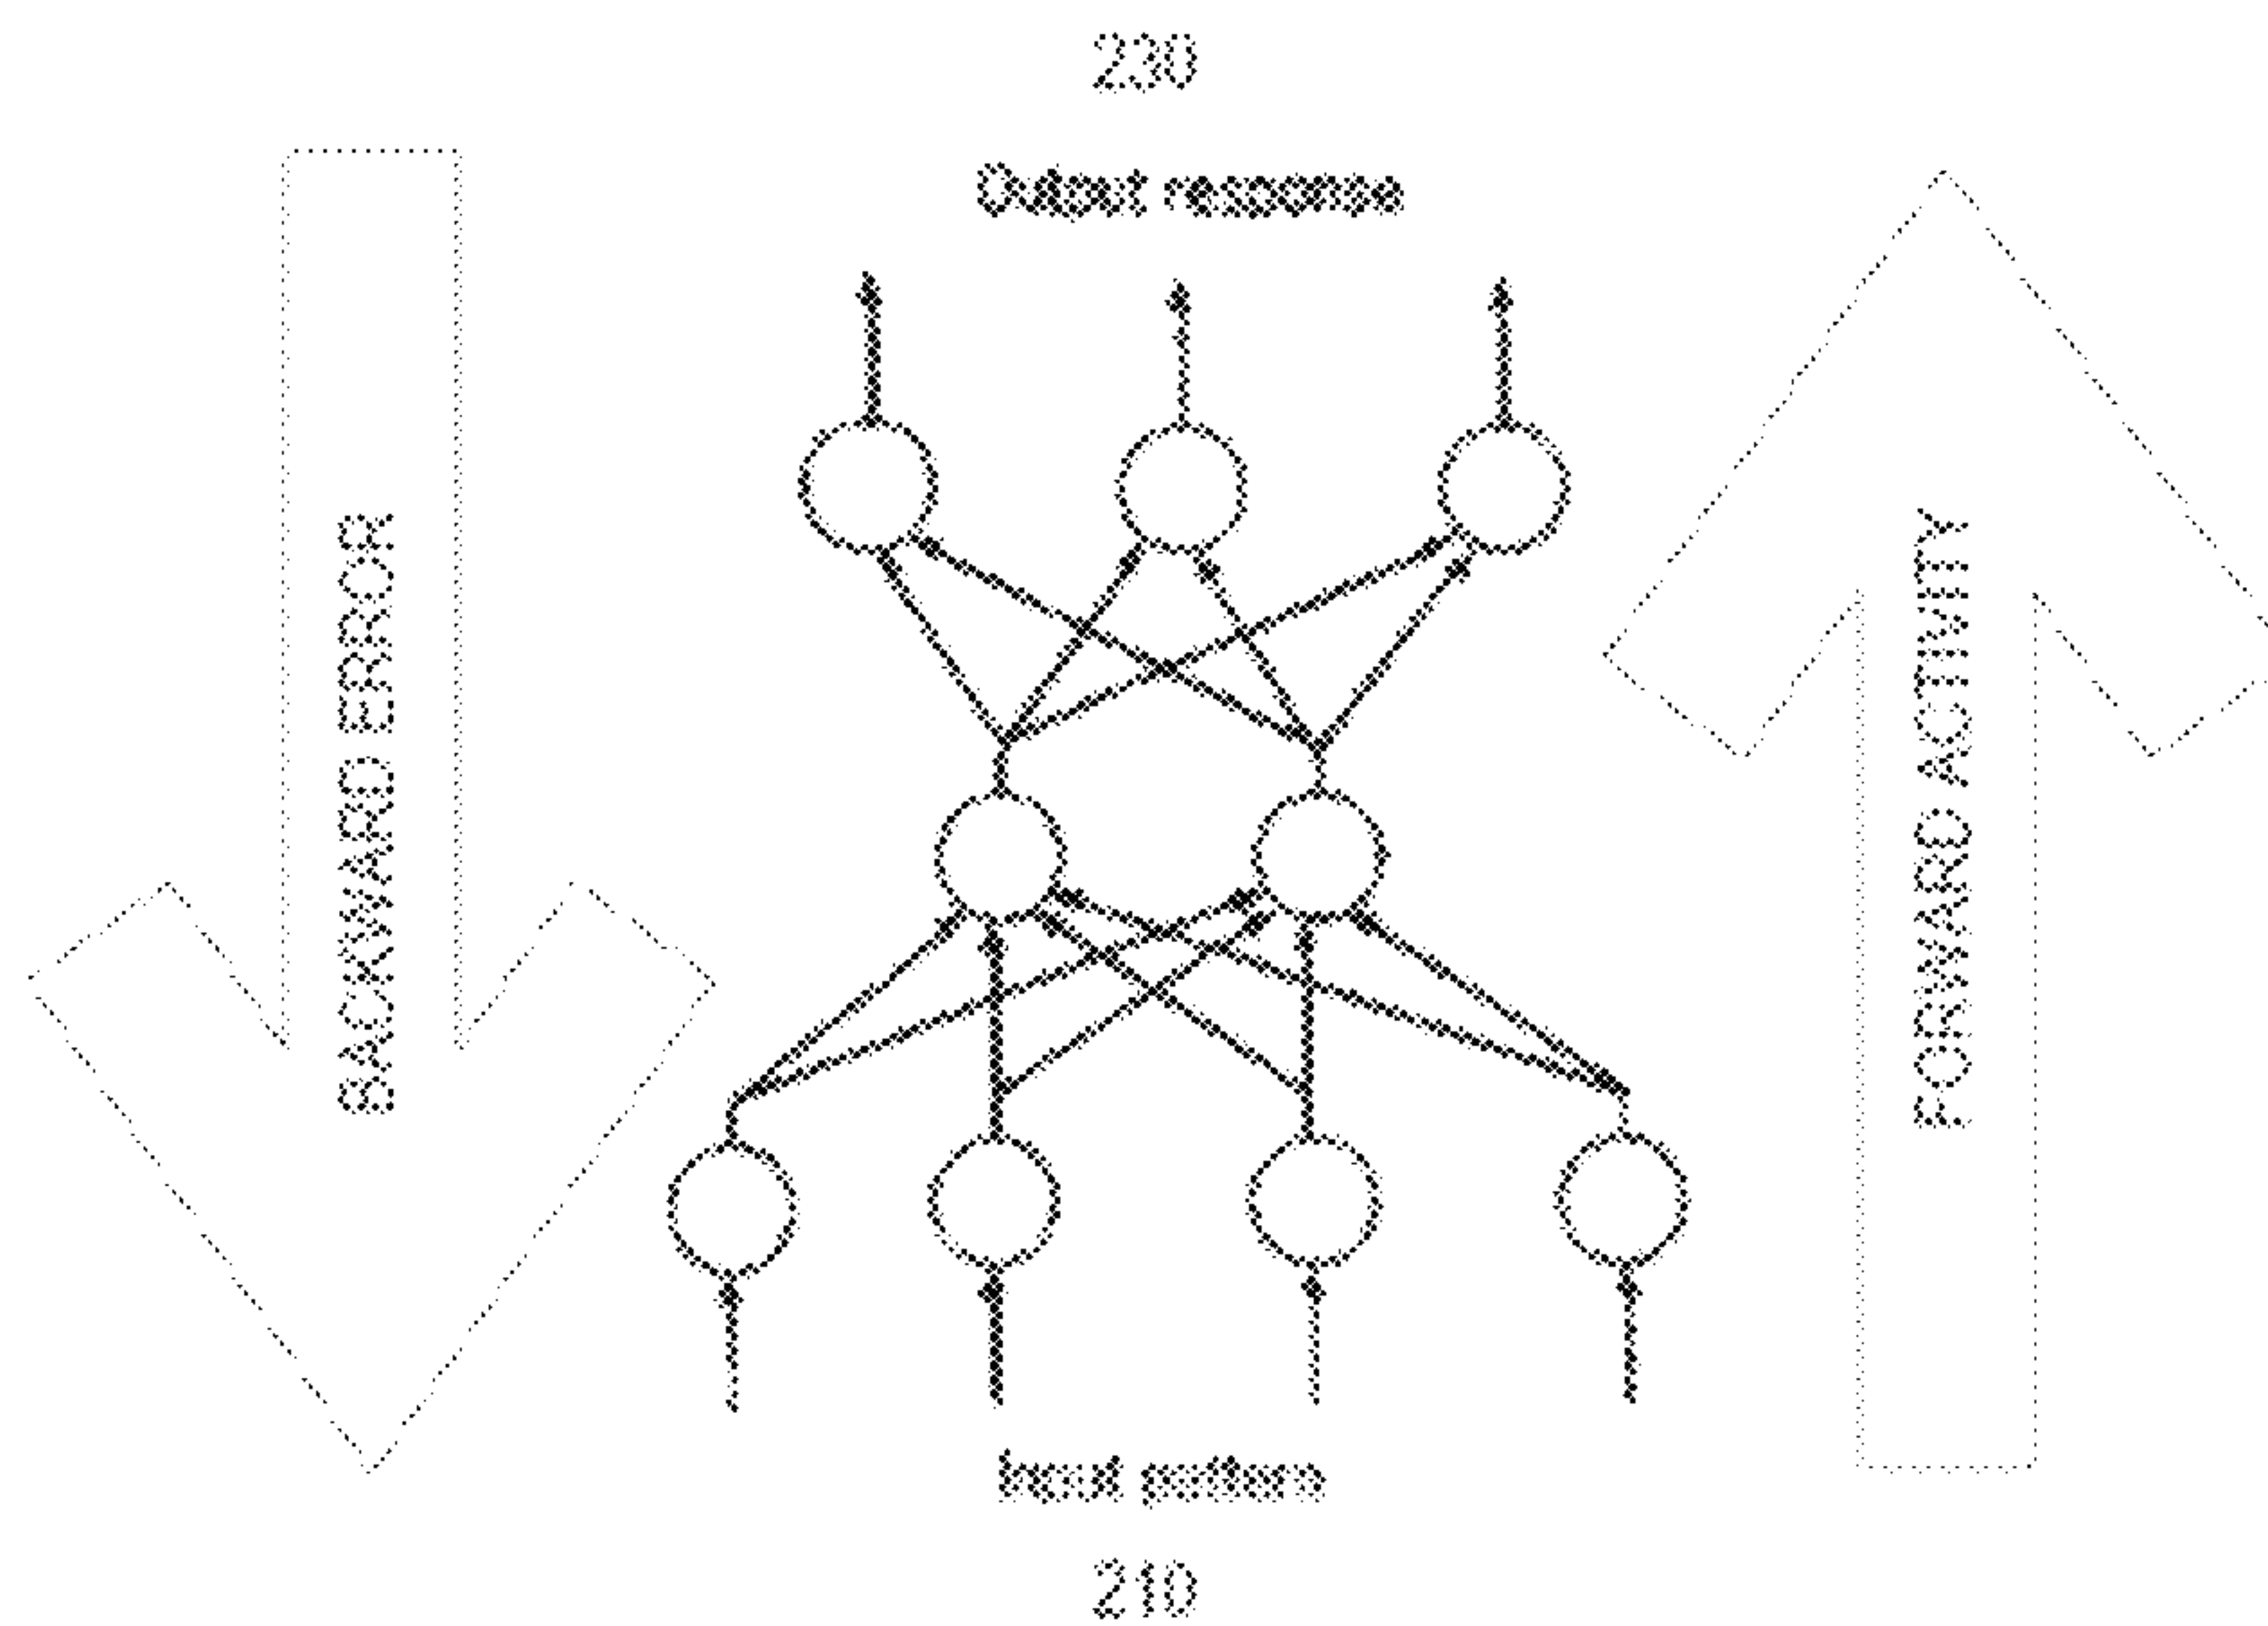 230
Output response
BACKWARD ERROR
FORWARD ACTIVITY
Input pattern
210